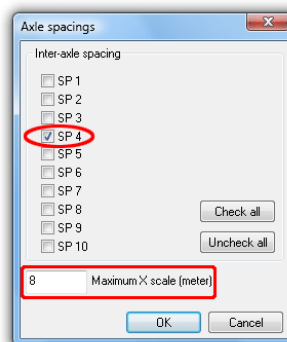 Axle spacings
Inter-axle spacing
SP 1
SP 2
SP 3
SP 4
SP 5
SP 6
SP 7
SP 8
SP 9
SP 10
Check all
Uncheck all
8 Maximum X scale (meter)
OK Cancel